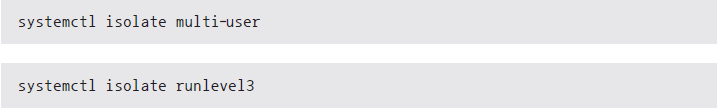 systemctl isolate multi-user
systemctl isolate runlevel3